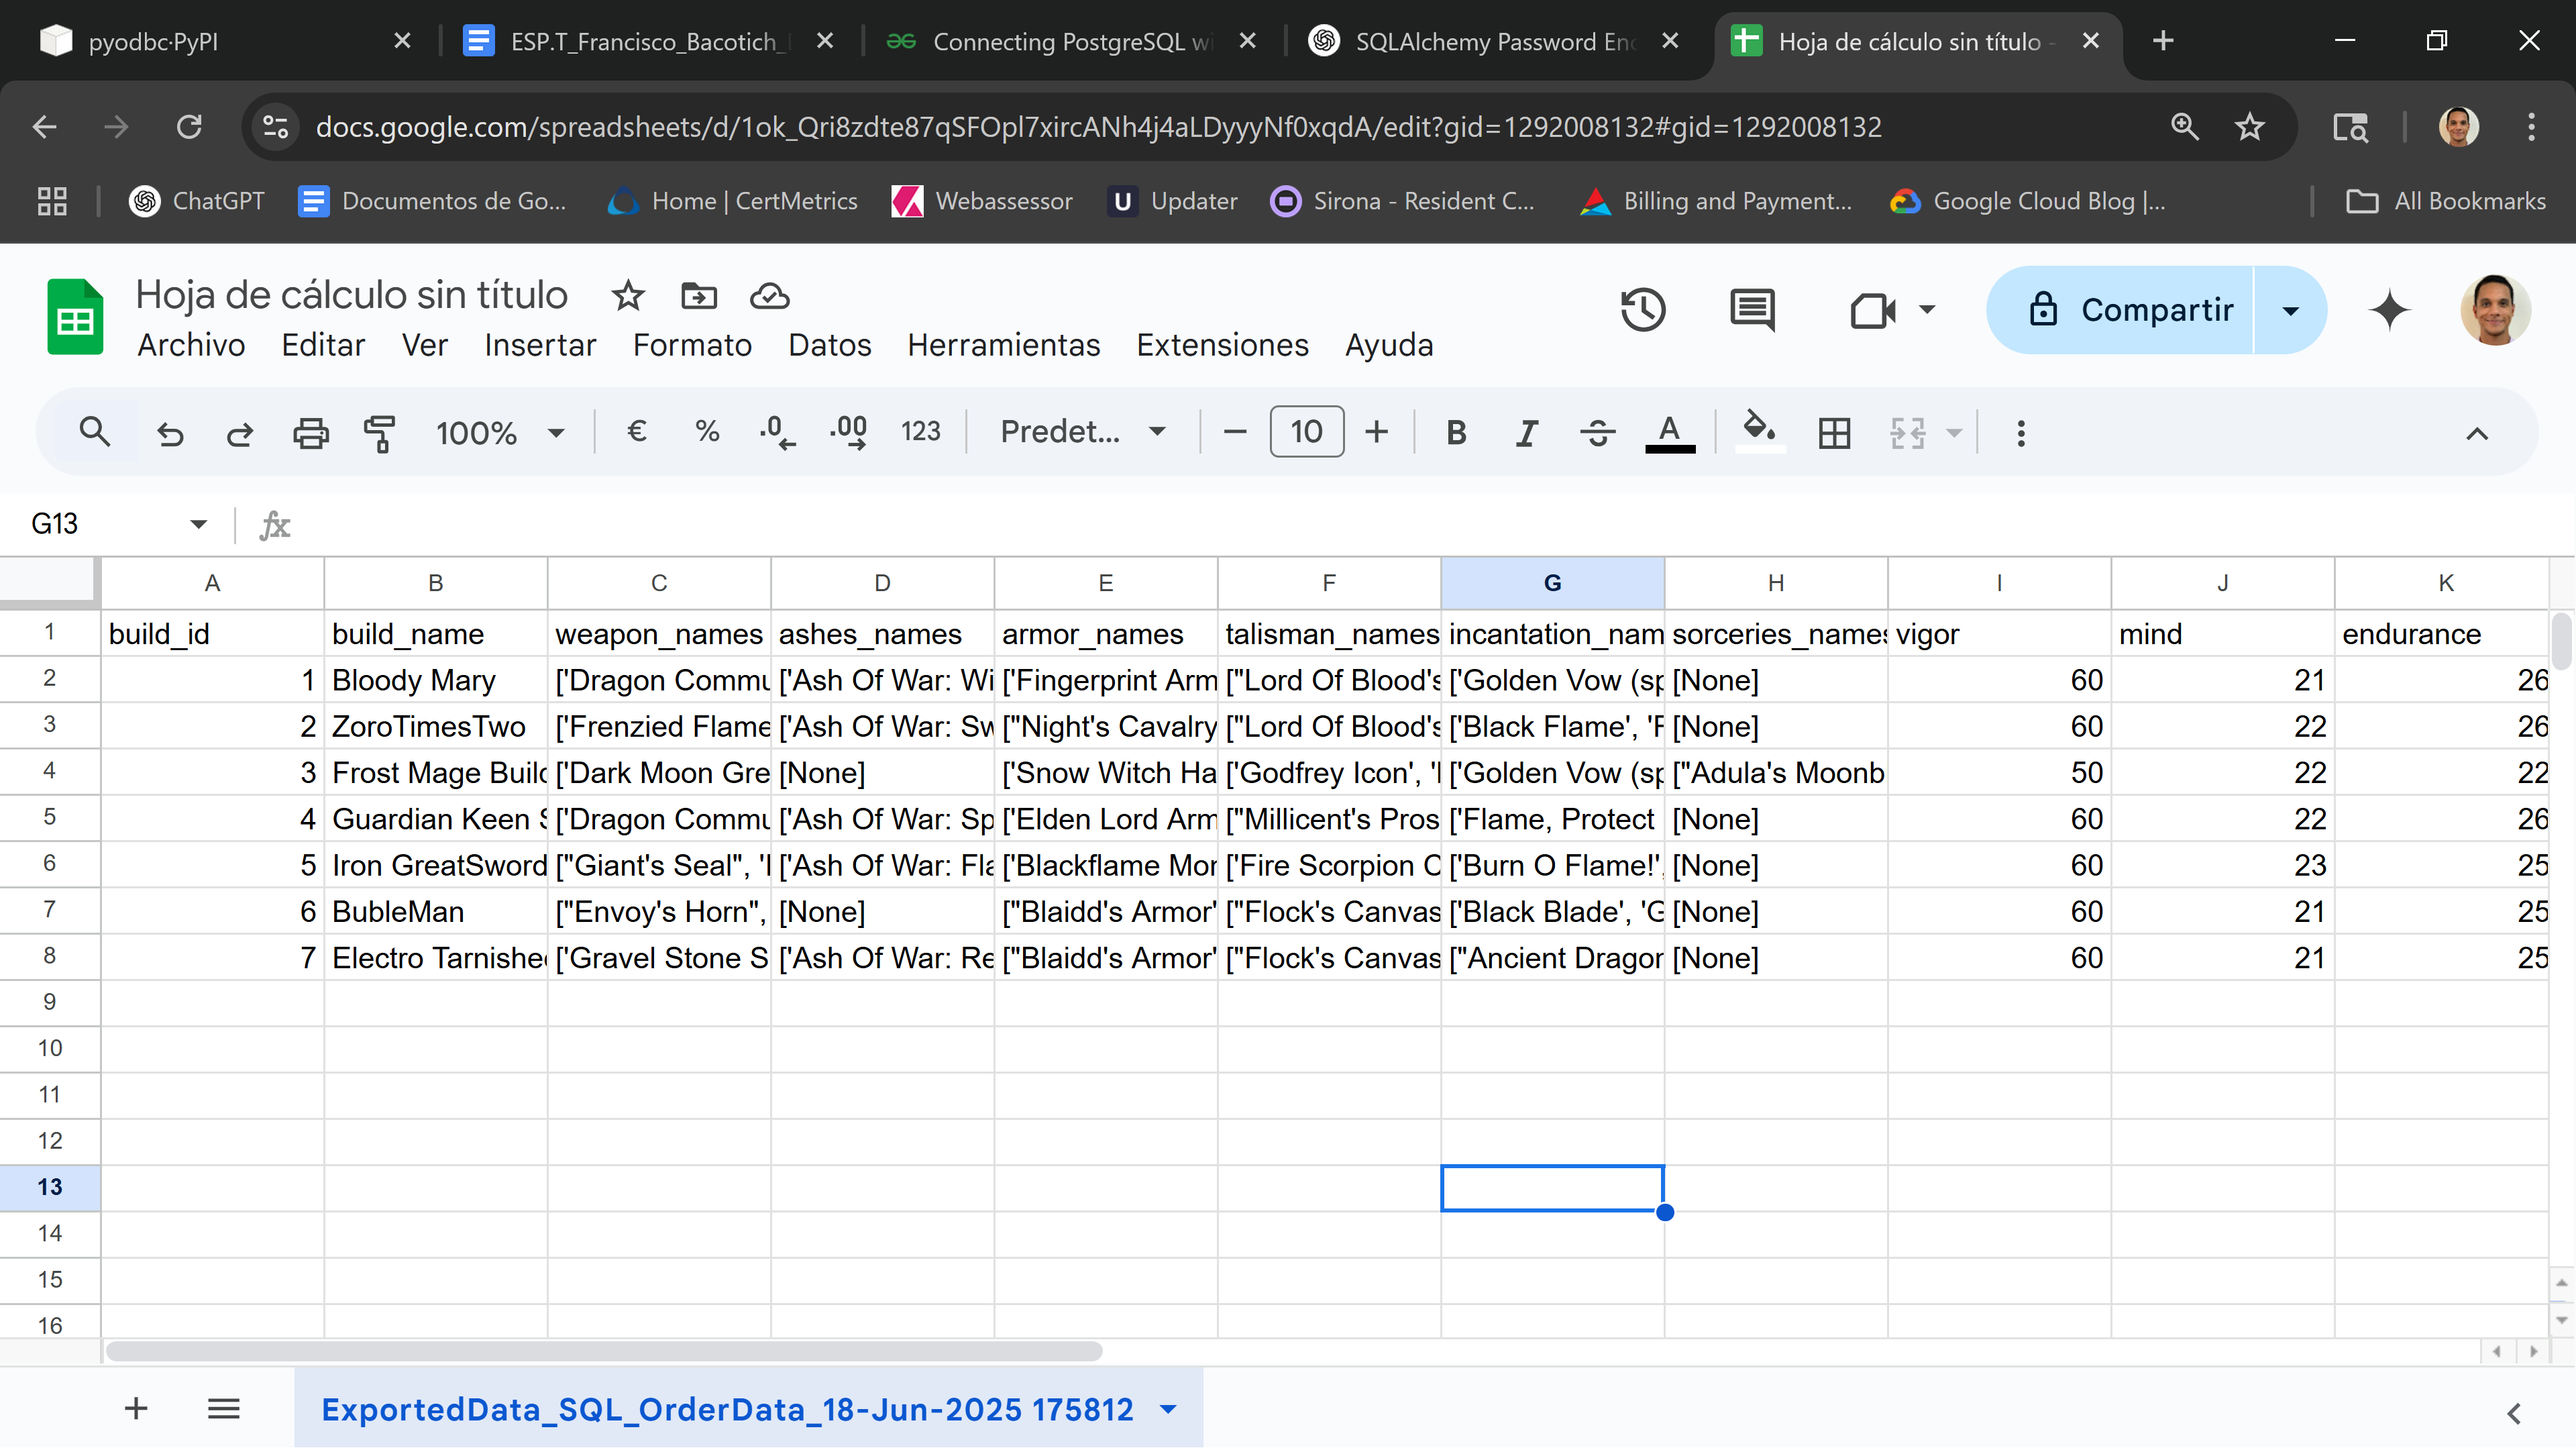 pyodbc·PyPI
ESP.T_Francisco_Bacotich_
Connecting PostgreSQL wi
SQLAlchemy Password Enc
Hoja de cálculo sin título -
docs.google.com/spreadsheets/d/1ok_Qri8zdte87qSFOpl7xircANh4j4aLDyyyNf0xqdA/edit?gid=1292008132#gid=1292008132
ChatGPT
Documentos de Go...
Home | CertMetrics
Webassessor
U Updater
Sirona - Resident C...
Billing and Payment...
Google Cloud Blog |...
All Bookmarks
Hoja de cálculo sin título
Archivo Editar Ver Insertar Formato Datos Herramientas Extensiones Ayuda
Compartir
100% € % .0 .00 123 Predet... − 10 + B I S A
G13 fx
A B C D E F G H I J K
1 build_id build_name weapon_names ashes_names armor_names talisman_names incantation_nam sorceries_names vigor mind endurance
2 1 Bloody Mary ['Dragon Commu ['Ash Of War: Wi ['Fingerprint Arm ["Lord Of Blood's ['Golden Vow (sp [None] 60 21 26
3 2 ZoroTimesTwo ['Frenzied Flame ['Ash Of War: Sw ["Night's Cavalry ["Lord Of Blood's ['Black Flame', 'F [None] 60 22 26
4 3 Frost Mage Build ['Dark Moon Gre [None] ['Snow Witch Ha ['Godfrey Icon', ' ['Golden Vow (sp ["Adula's Moonb 50 22 22
5 4 Guardian Keen S ['Dragon Commu ['Ash Of War: Sp ['Elden Lord Arm ["Millicent's Pros ['Flame, Protect [None] 60 22 26
6 5 Iron GreatSword ["Giant's Seal", ' ['Ash Of War: Fla ['Blackflame Mon ['Fire Scorpion C ['Burn O Flame!', [None] 60 23 25
7 6 BubleMan ["Envoy's Horn", [None] ["Blaidd's Armor" ["Flock's Canvas ['Black Blade', 'G [None] 60 21 25
8 7 Electro Tarnished ['Gravel Stone S ['Ash Of War: Re ["Blaidd's Armor" ["Flock's Canvas ["Ancient Dragon [None] 60 21 25
9
10
11
12
13
14
15
16
ExportedData_SQL_OrderData_18-Jun-2025 175812